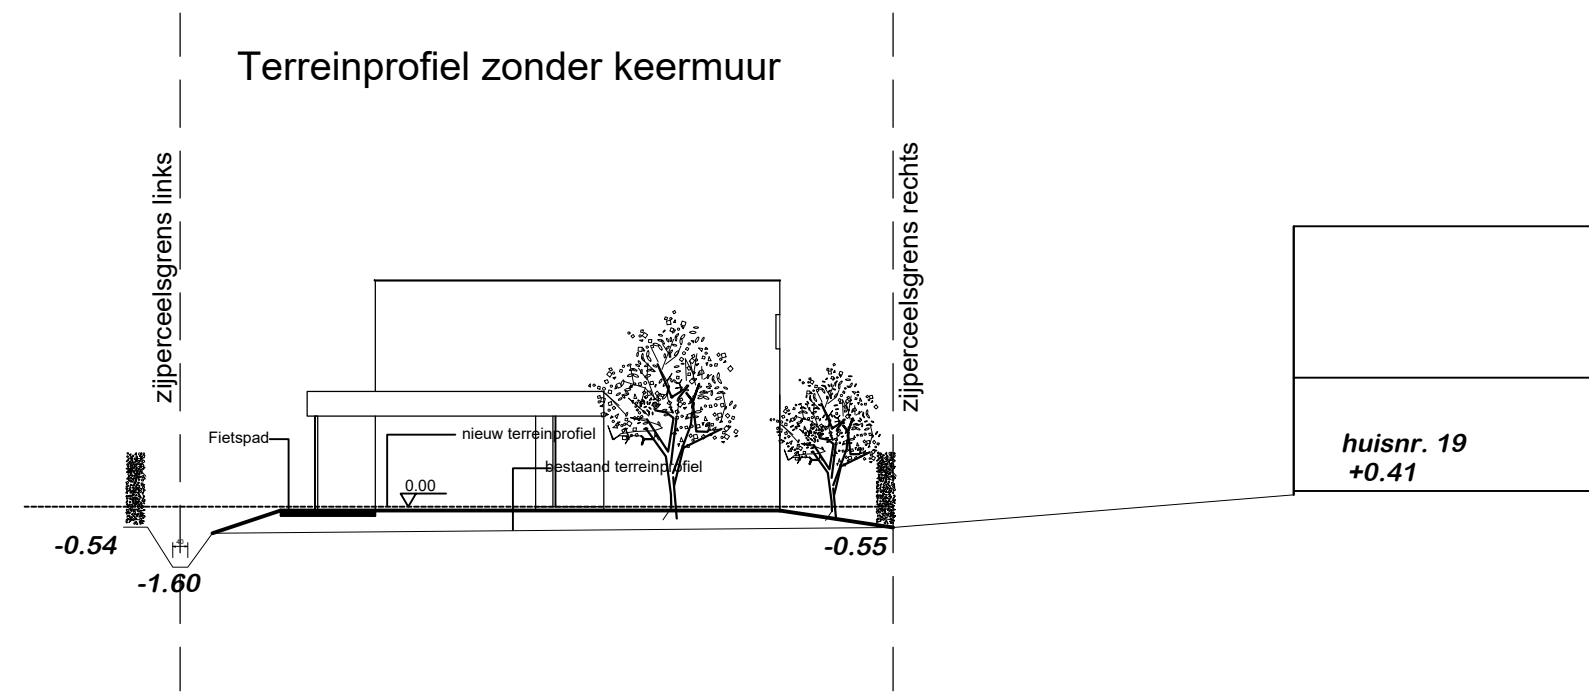 Terreinprofiel zonder keermuur
zijperceelsgrens links
zijperceelsgrens rechts
Fietspad
nieuw terreinprofiel
bestaand terreinprofiel
0.00
huisnr. 19
+0.41
-0.54
-0.55
-1.60